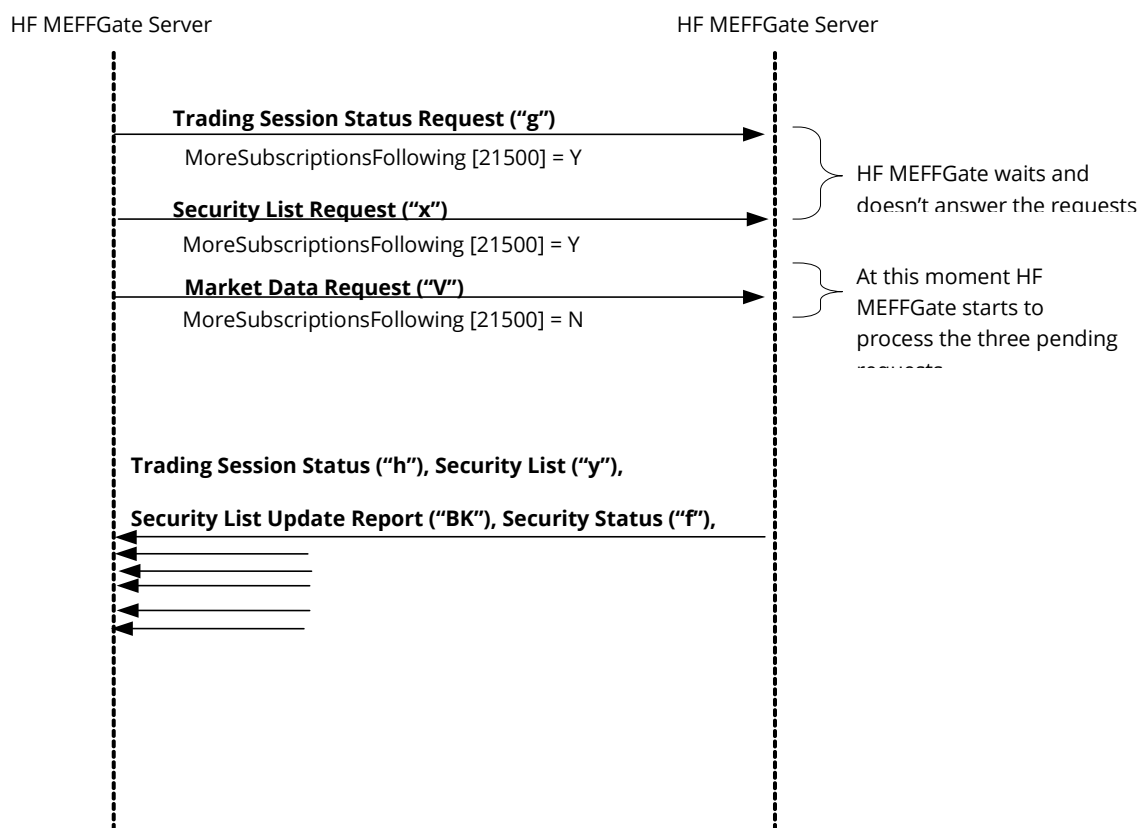 HF MEFFGate Server
HF MEFFGate Server
Trading Session Status Request (“g”)
MoreSubscriptionsFollowing [21500] = Y
HF MEFFGate waits and
doesn’t answer the requests
Security List Request (“x”)
MoreSubscriptionsFollowing [21500] = Y
Market Data Request (“V”)
MoreSubscriptionsFollowing [21500] = N
At this moment HF
MEFFGate starts to
process the three pending
requests
Trading Session Status (“h”), Security List (“y”),
Security List Update Report (“BK”), Security Status (“f”),